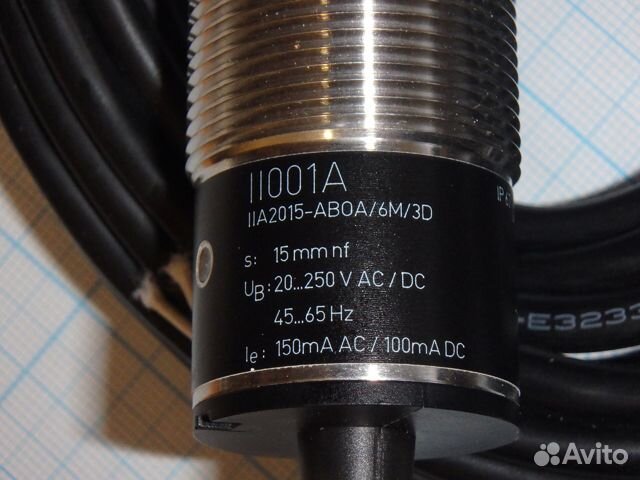 II001A
IIA2015-ABOA/6M/3D
s: 15 mm nf
UB: 20...250 V AC / DC
45...65 Hz
Ie: 150mA AC / 100mA DC
IP
E3233
Avito